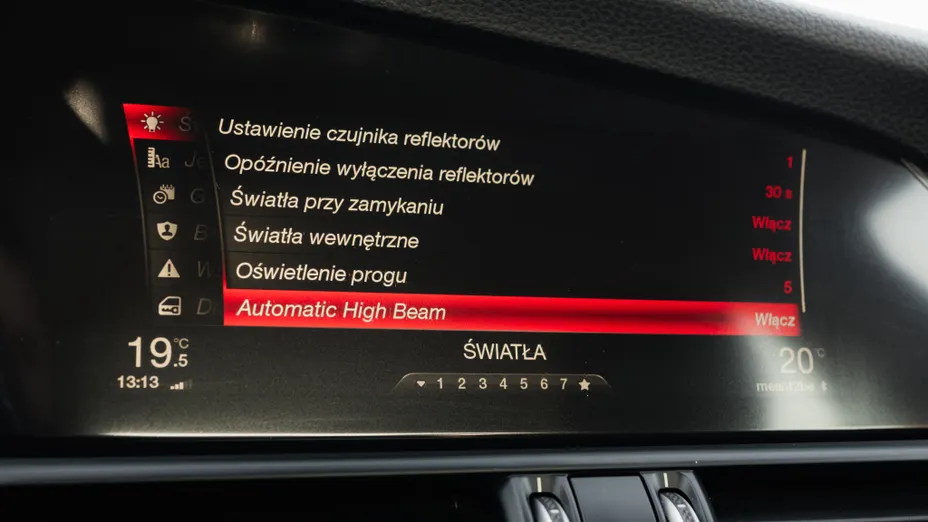 Ustawienie czujnika reflektorów 1
Opóźnienie wyłączenia reflektorów 30 s
Światła przy zamykaniu Włącz
Światła wewnętrzne Włącz
Oświetlenie progu 5
Automatic High Beam Włącz
Aa
19.5 °C
ŚWIATŁA
20 °C
13:13
1 2 3 4 5 6 7